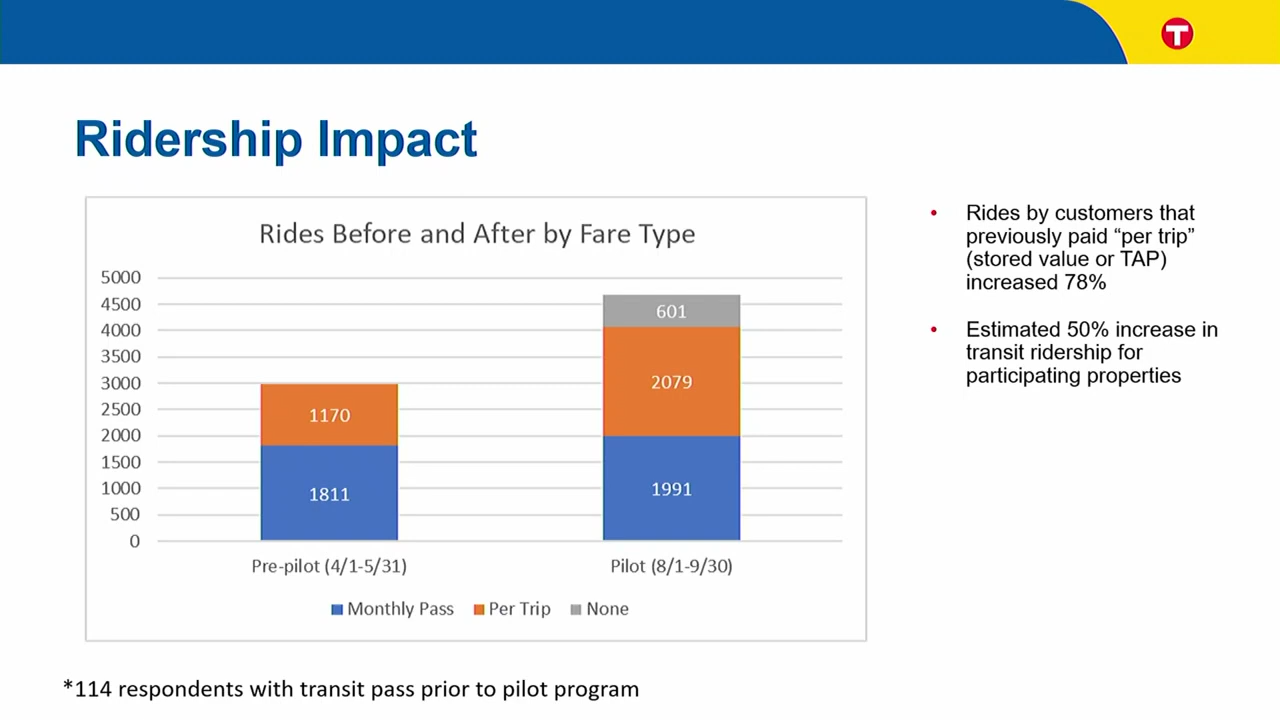 T
Ridership Impact
Rides Before and After by Fare Type
5000
4500
4000
3500
3000
2500
2000
1500
1000
500
0
1170
1811
601
2079
1991
Pre-pilot (4/1-5/31)
Pilot (8/1-9/30)
Monthly Pass Per Trip None
• Rides by customers that
previously paid “per trip”
(stored value or TAP)
increased 78%
• Estimated 50% increase in
transit ridership for
participating properties
*114 respondents with transit pass prior to pilot program